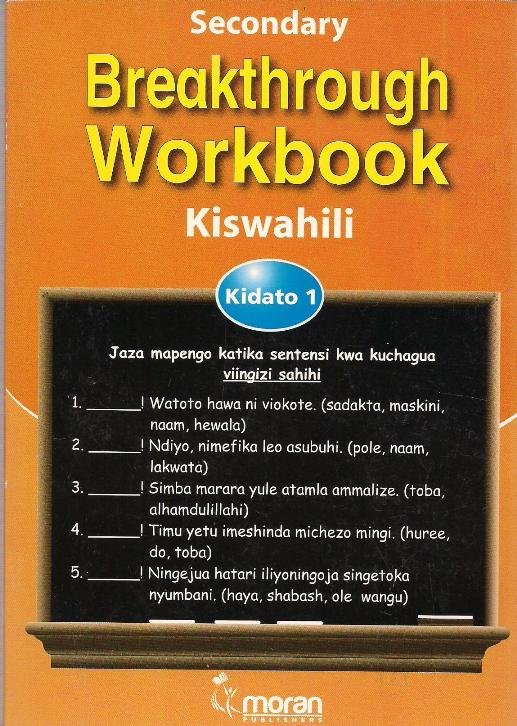 Secondary
Breakthrough
Workbook
Kiswahili
Kidato 1
Jaza mapengo katika sentensi kwa kuchagua
viingizi sahihi
1. ______! Watoto hawa ni viokote. (sadakta, maskini,
naam, hewala)
2. ______! Ndiyo, nimefika leo asubuhi. (pole, naam,
lakwata)
3. ______! Simba marara yule atamla ammalize. (toba,
alhamdulillahi)
4. ______! Timu yetu imeshinda michezo mingi. (huree,
do, toba)
5. ______! Ningejua hatari iliyoningoja singetoka
nyumbani. (haya, shabash, ole wangu)
moran
PUBLISHERS